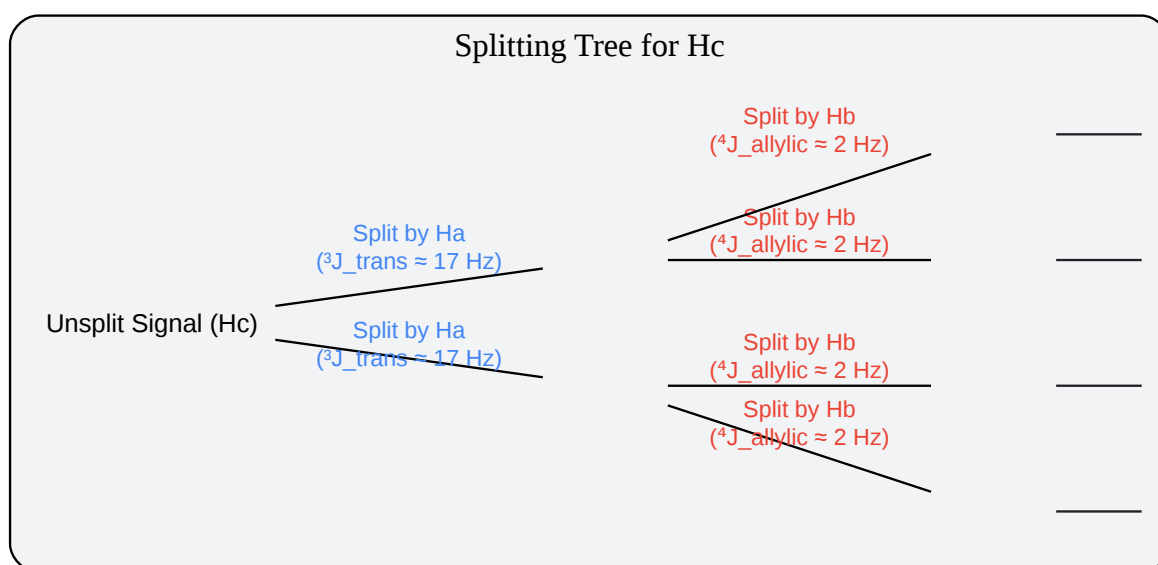 Splitting Tree for Hc
Split by Hb
(⁴J_allylic ≈ 2 Hz)
Split by Hb
(⁴J_allylic ≈ 2 Hz)
Split by Ha
(³J_trans ≈ 17 Hz)
Unsplit Signal (Hc)
Split by Ha
(³J_trans ≈ 17 Hz)
Split by Hb
(⁴J_allylic ≈ 2 Hz)
Split by Hb
(⁴J_allylic ≈ 2 Hz)